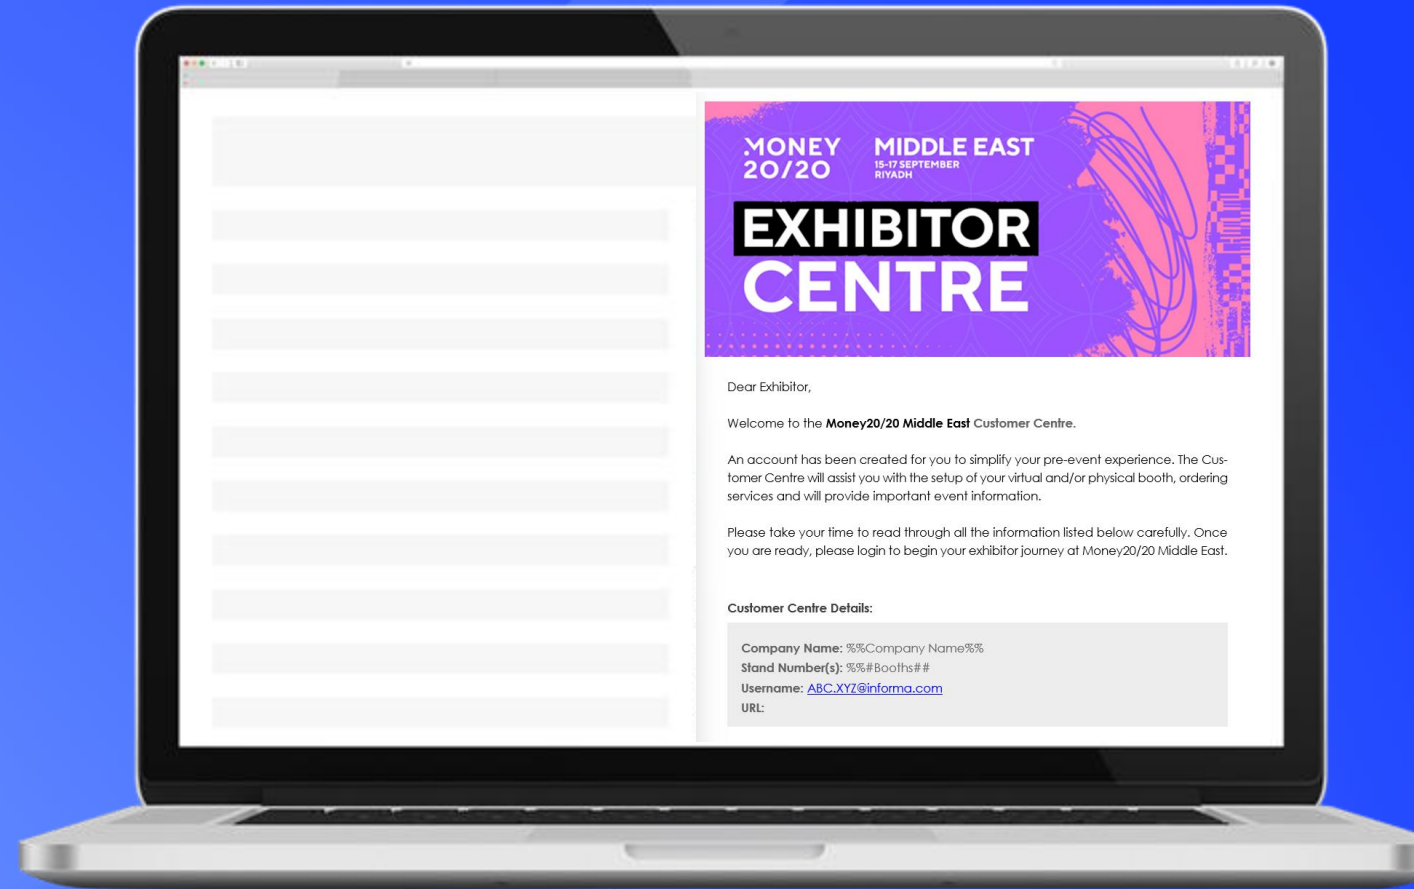 MONEY
20/20
MIDDLE EAST
15-17 SEPTEMBER
RIYADH
EXHIBITOR
CENTRE
Dear Exhibitor,
Welcome to the Money20/20 Middle East Customer Centre.
An account has been created for you to simplify your pre-event experience. The Cus-
tomer Centre will assist you with the setup of your virtual and/or physical booth, ordering
services and will provide important event information.
Please take your time to read through all the information listed below carefully. Once
you are ready, please login to begin your exhibitor journey at Money20/20 Middle East.
Customer Centre Details:
Company Name: %%Company Name%%
Stand Number(s): %%#Booths##
Username: ABC.XYZ@informa.com
URL: